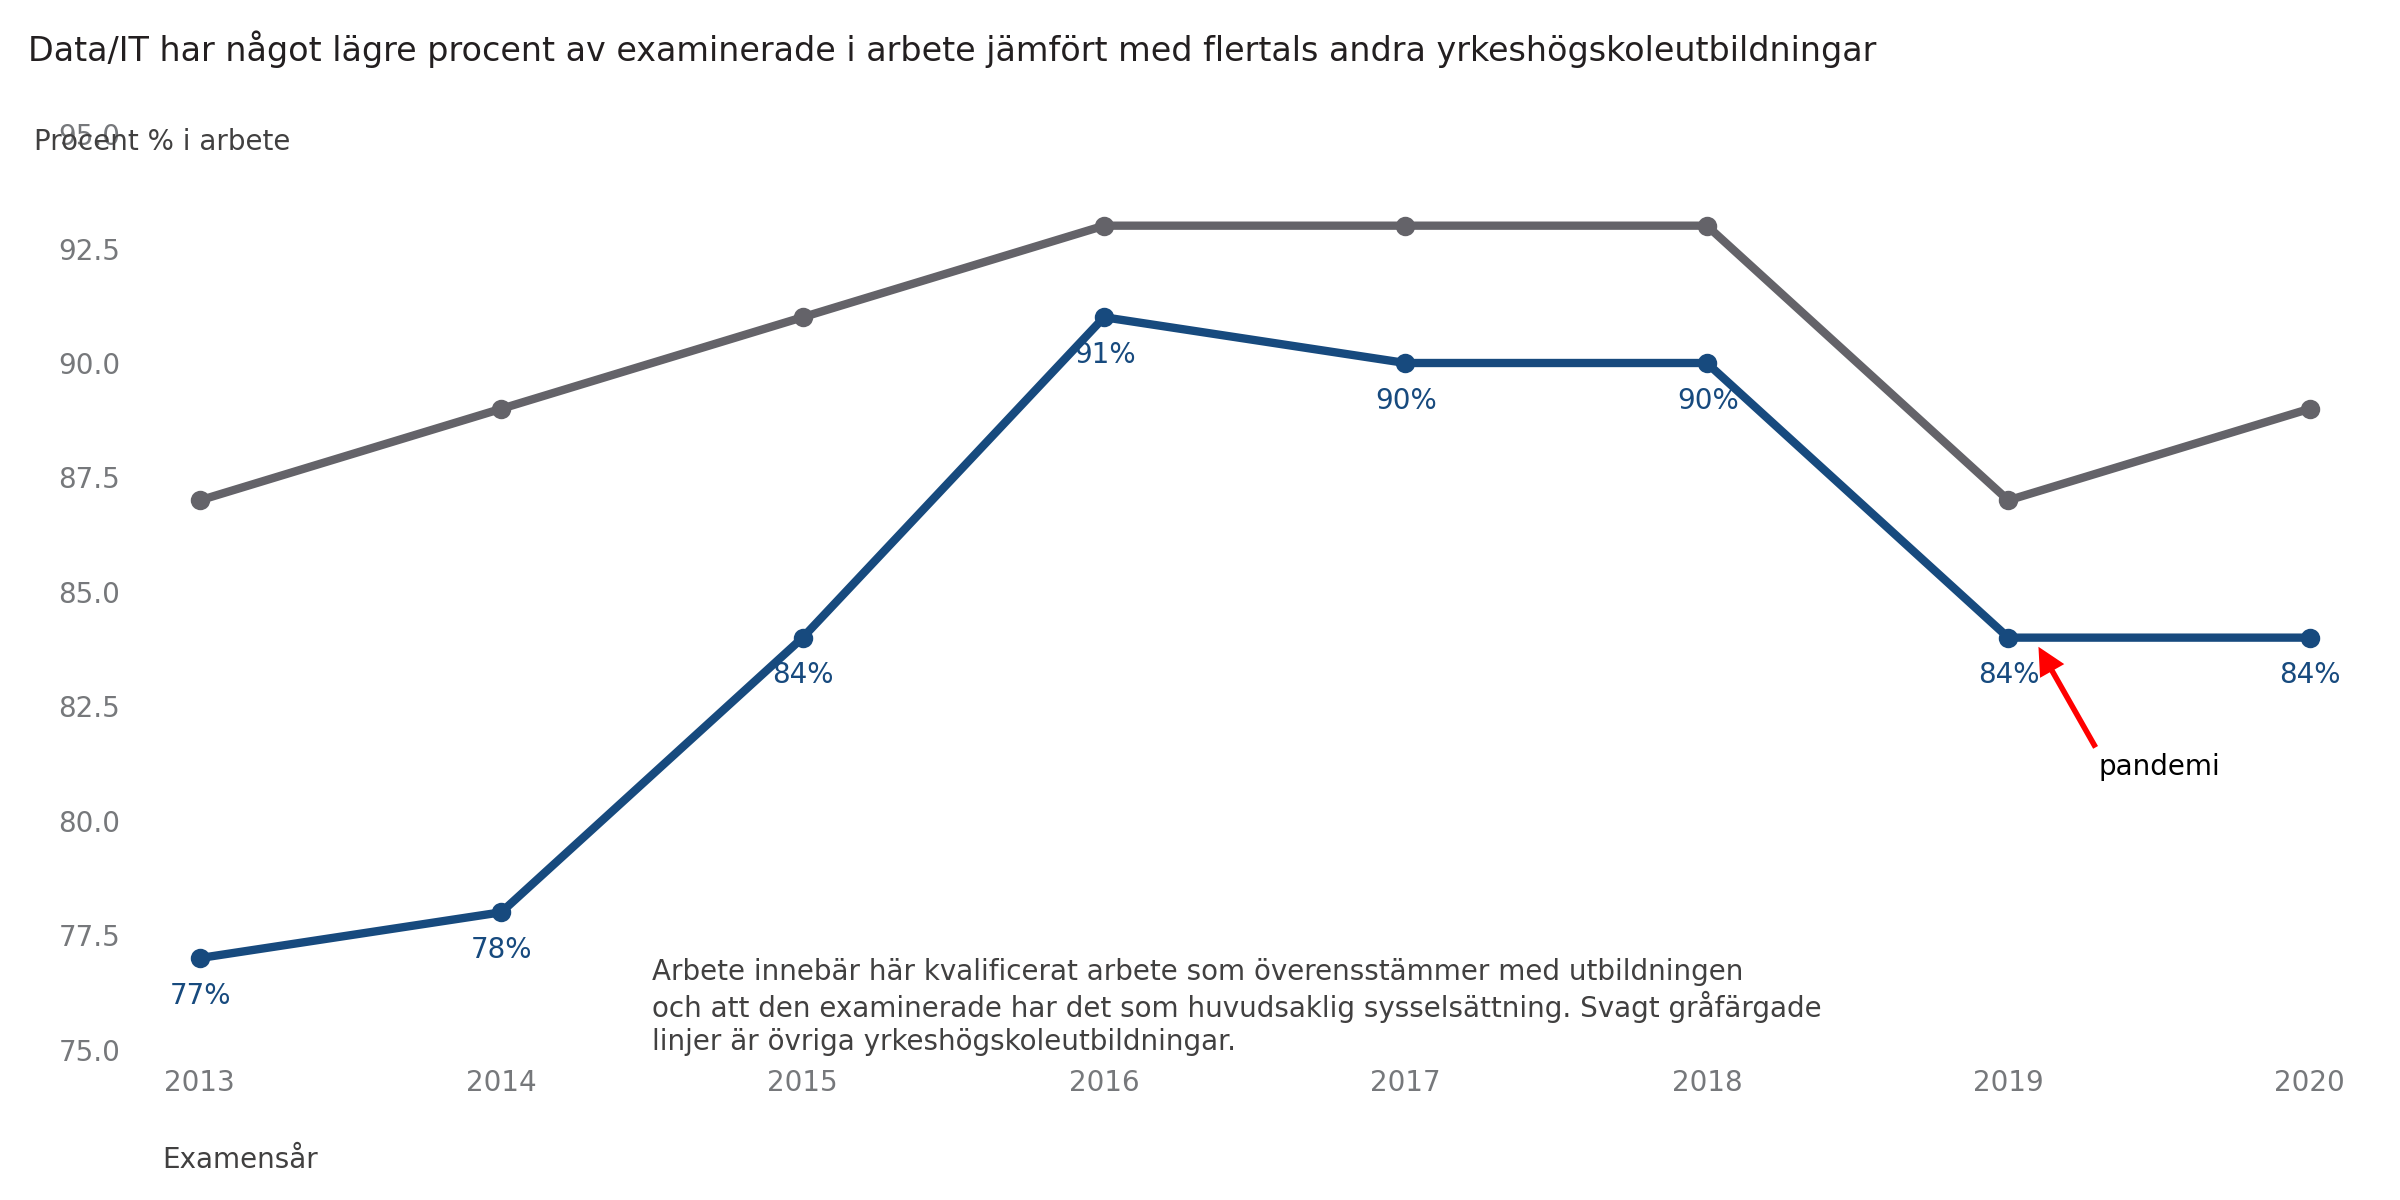 Data/IT har något lägre procent av examinerade i arbete jämfört med flertals andra yrkeshögskoleutbildningar
Procent % i arbete
95.0
92.5
90.0
87.5
85.0
82.5
80.0
77.5
75.0
77%
78%
84%
91%
90%
90%
84%
84%
pandemi
Arbete innebär här kvalificerat arbete som överensstämmer med utbildningen
och att den examinerade har det som huvudsaklig sysselsättning. Svagt gråfärgade
linjer är övriga yrkeshögskoleutbildningar.
2013 2014 2015 2016 2017 2018 2019 2020
Examensår